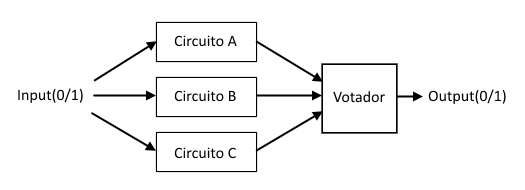 Circuito A
Input(0/1)
Circuito B
Votador
Output(0/1)
Circuito C